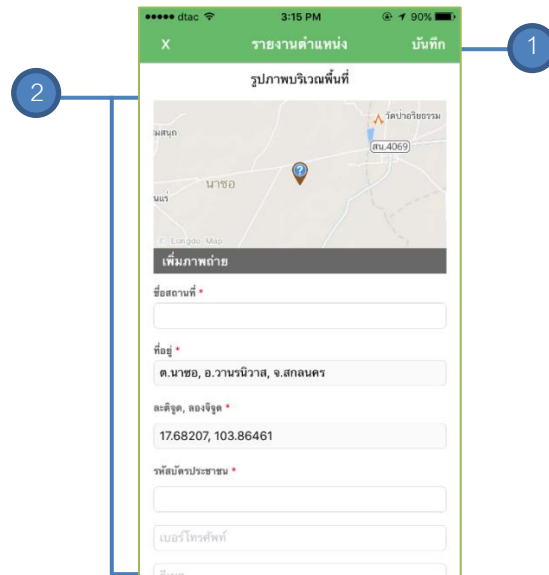 dtac 3:15 PM 90%
X รายงานตำแหน่ง บันทึก
1
รูปภาพบริเวณพื้นที่
2
วัดป่าอริยธรรม
สน.4069
นาซอ
© Longdo Map
เพิ่มภาพถ่าย
ชื่อสถานที่ *
ที่อยู่ *
ต.นาซอ, อ.วานรนิวาส, จ.สกลนคร
ละติจูด, ลองจิจูด *
17.68207, 103.86461
รหัสบัตรประชาชน *
เบอร์โทรศัพท์